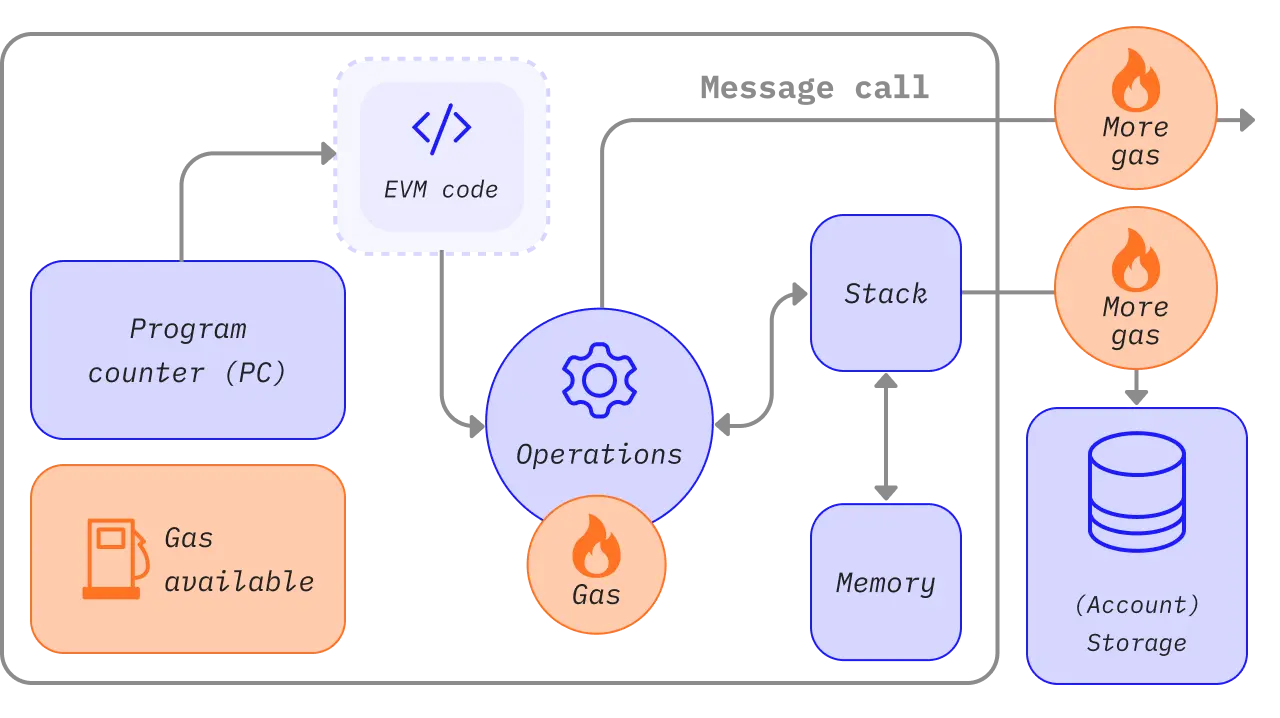 Message call
More
gas
EVM code
Program
counter (PC)
Stack
More
gas
Operations
Gas
available
Gas
Memory
(Account)
Storage